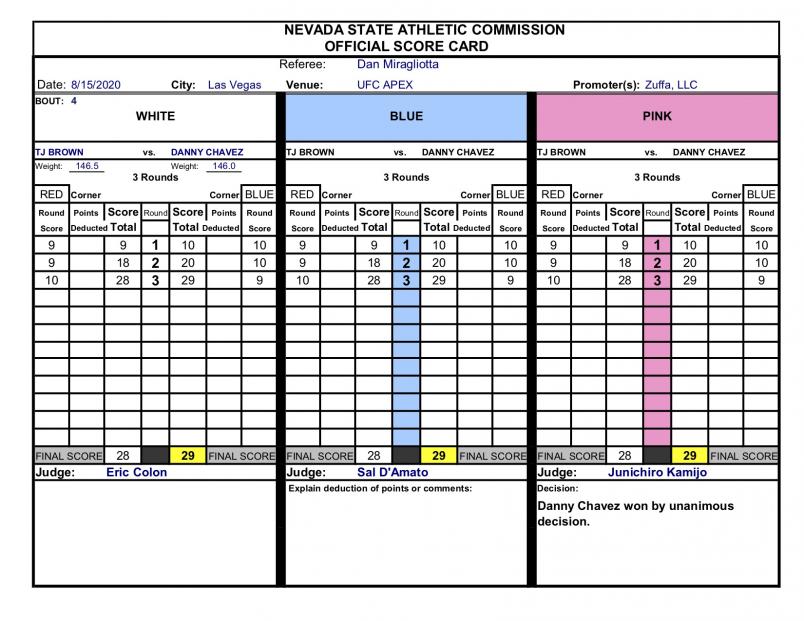 NEVADA STATE ATHLETIC COMMISSION
OFFICIAL SCORE CARD
Referee: Dan Miragliotta
Date: 8/15/2020 City: Las Vegas Venue: UFC APEX Promoter(s): Zuffa, LLC
BOUT: 4
WHITE BLUE PINK
TJ BROWN vs. DANNY CHAVEZ TJ BROWN vs. DANNY CHAVEZ TJ BROWN vs. DANNY CHAVEZ
Weight: 146.5 Weight: 146.0
3 Rounds 3 Rounds 3 Rounds
RED Corner Corner BLUE RED Corner Corner BLUE RED Corner Corner BLUE
Round Points Score Round Score Points Round Round Points Score Round Score Points Round Round Points Score Round Score Points Round
Score Deducted Total Total Deducted Score Score Deducted Total Total Deducted Score Score Deducted Total Total Deducted Score
9 9 1 10 10 9 9 1 10 10 9 9 1 10 10
9 18 2 20 10 9 18 2 20 10 9 18 2 20 10
10 28 3 29 9 10 28 3 29 9 10 28 3 29 9
FINAL SCORE 28 29 FINAL SCORE FINAL SCORE 28 29 FINAL SCORE FINAL SCORE 28 29 FINAL SCORE
Judge: Eric Colon Judge: Sal D'Amato Judge: Junichiro Kamijo
Explain deduction of points or comments: Decision:
Danny Chavez won by unanimous
decision.